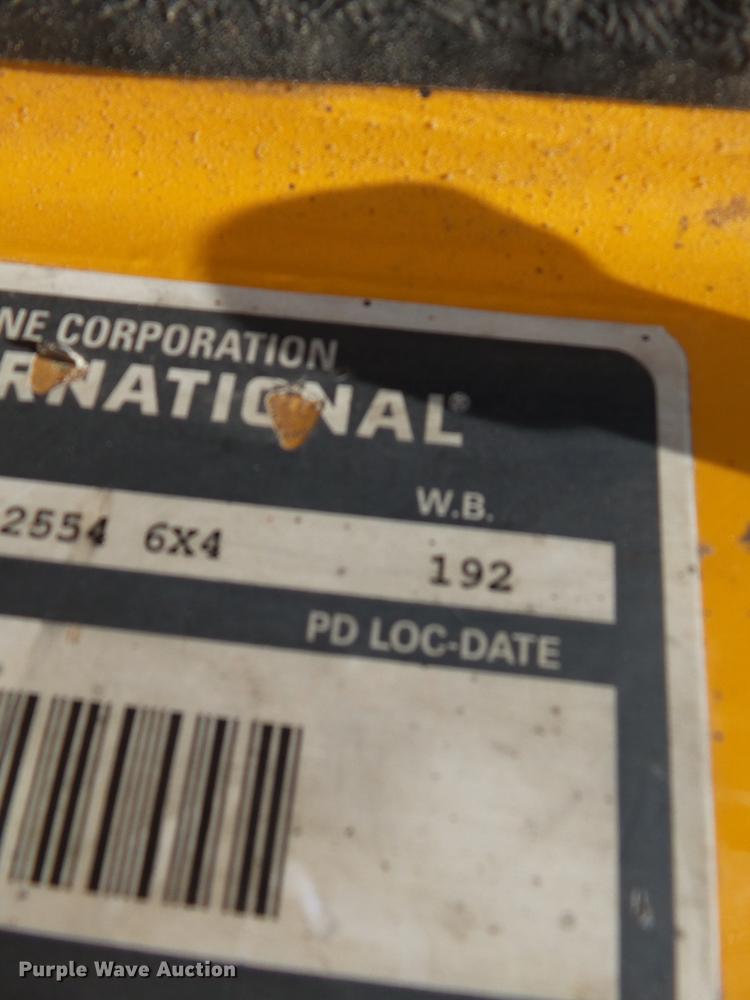 NE CORPORATION
RNATIONAL®
W.B.
2554 6X4 192
PD LOC-DATE
Purple Wave Auction